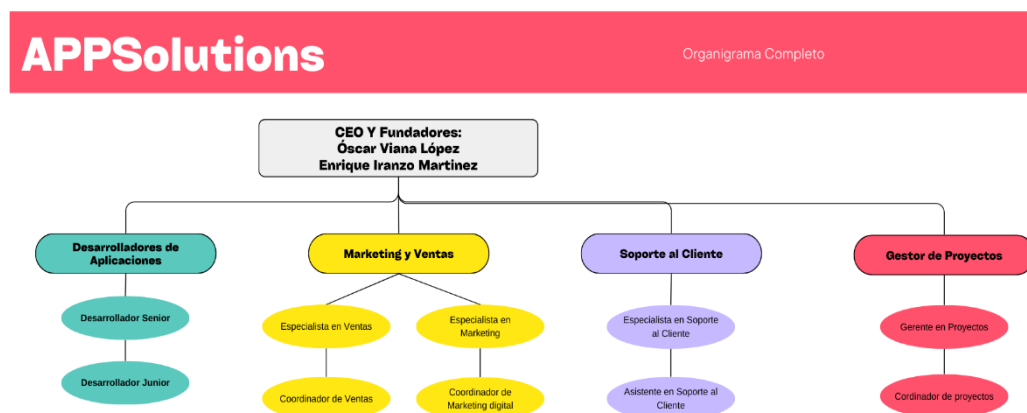 APPSolutions
Organigrama Completo
CEO Y Fundadores:
Óscar Viana López
Enrique Iranzo Martinez
Desarrolladores de
Aplicaciones
Marketing y Ventas
Soporte al Cliente
Gestor de Proyectos
Desarrollador Senior
Especialista en Ventas
Especialista en
Marketing
Especialista en Soporte
al Cliente
Gerente en Proyectos
Desarrollador Junior
Coordinador de Ventas
Coordinador de
Marketing digital
Asistente en Soporte al
Cliente
Cordinador de proyectos